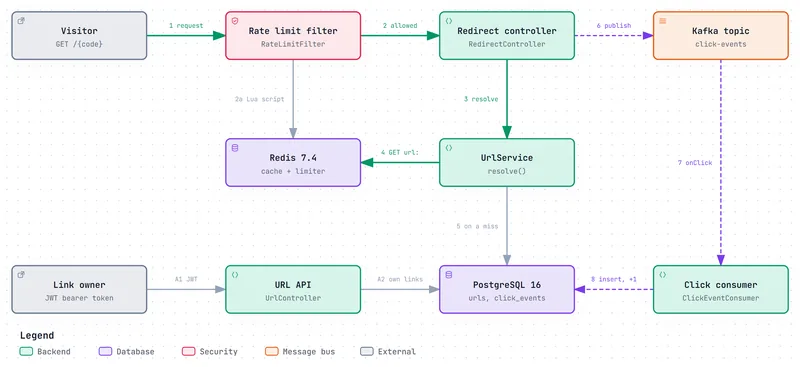 Visitor
GET /{code}
1 request
Rate limit filter
RateLimitFilter
2 allowed
Redirect controller
RedirectController
6 publish
Kafka topic
click-events
2a Lua script
3 resolve
Redis 7.4
cache + limiter
4 GET url:
UrlService
resolve()
7 onClick
5 on a miss
Link owner
JWT bearer token
A1 JWT
URL API
UrlController
A2 own links
PostgreSQL 16
urls, click_events
8 insert, +1
Click consumer
ClickEventConsumer
Legend
Backend
Database
Security
Message bus
External